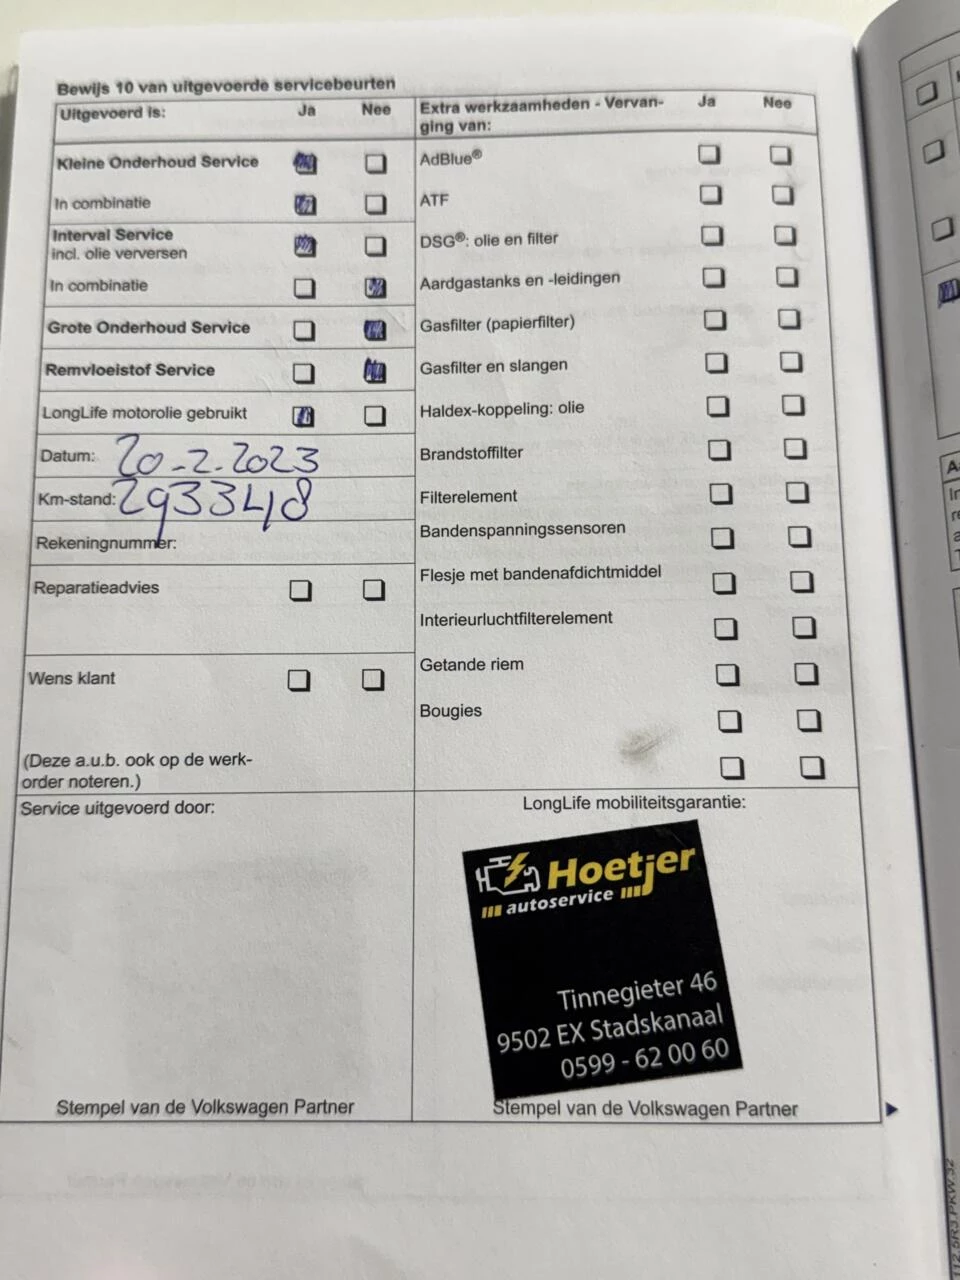 Bewijs 10 van uitgevoerde servicebeurten
Uitgevoerd is: Ja Nee
Kleine Onderhoud Service
In combinatie
Interval Service
incl. olie verversen
In combinatie
Grote Onderhoud Service
Remvloeistof Service
LongLife motorolie gebruikt
Datum: 20-2-2023
Km-stand: 293348
Rekeningnummer:
Reparatieadvies
Wens klant
(Deze a.u.b. ook op de werk-
order noteren.)
Extra werkzaamheden - Vervan- Ja Nee
ging van:
AdBlue®
ATF
DSG®: olie en filter
Aardgastanks en -leidingen
Gasfilter (papierfilter)
Gasfilter en slangen
Haldex-koppeling: olie
Brandstoffilter
Filterelement
Bandenspanningssensoren
Flesje met bandenafdichtmiddel
Interieurluchtfilterelement
Getande riem
Bougies
Service uitgevoerd door:
Stempel van de Volkswagen Partner
LongLife mobiliteitsgarantie:
Hoetjer
autoservice
Tinnegieter 46
9502 EX Stadskanaal
0599 - 62 00 60
Stempel van de Volkswagen Partner